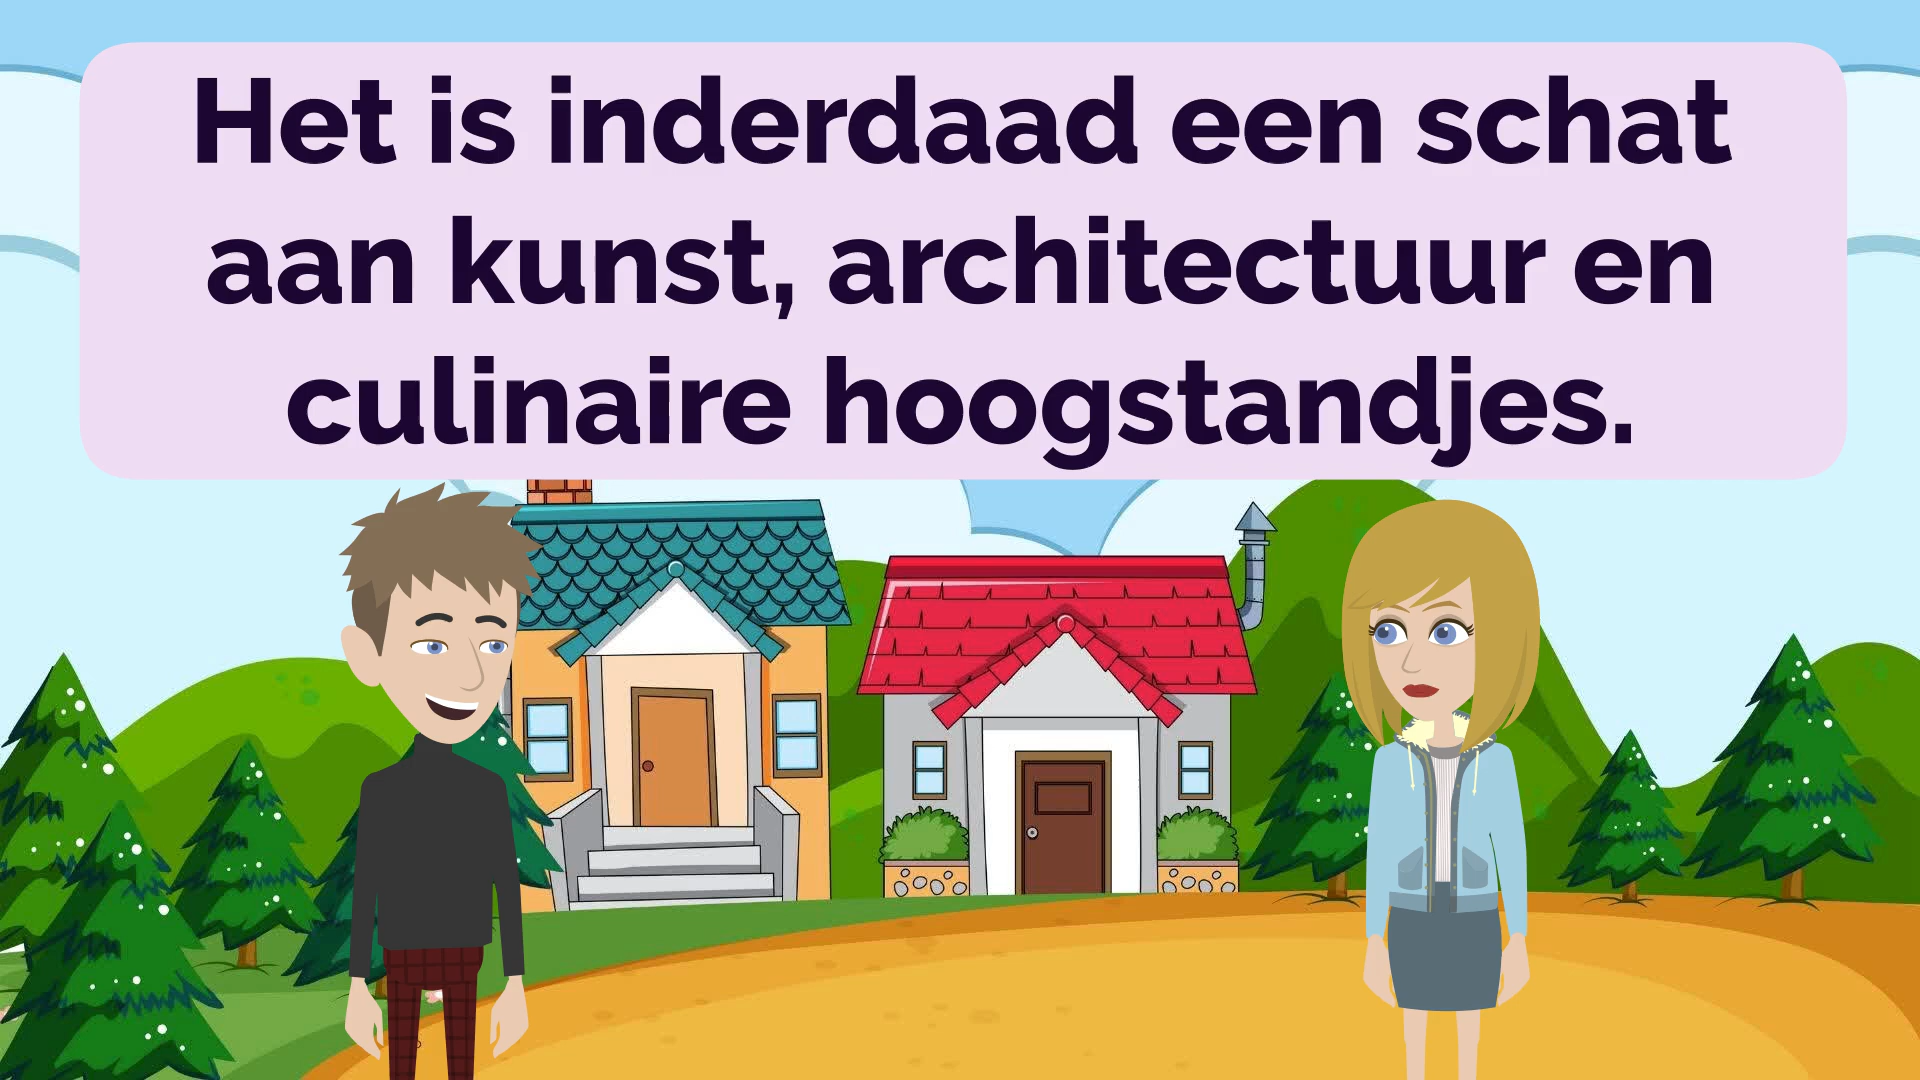 Het is inderdaad een schat
aan kunst, architectuur en
culinaire hoogstandjes.